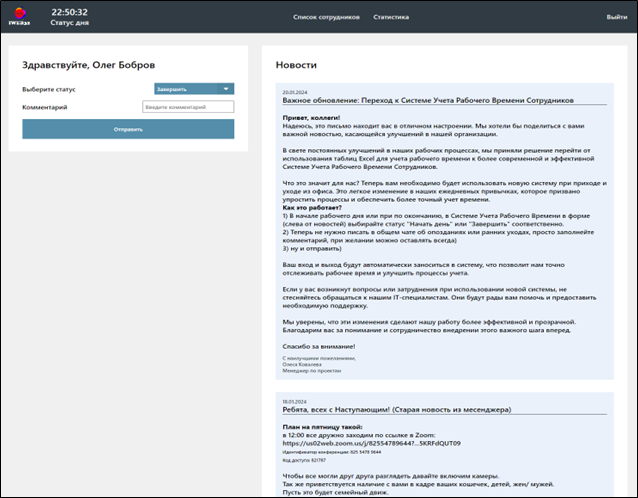 IWEB22
22:50:32
Статус дня
Список сотрудников
Статистика
Выйти
Здравствуйте, Олег Бобров
Выберите статус
Завершить
Комментарий
Введите комментарий
Отправить
Новости
20.01.2024
Важное обновление: Переход к Системе Учета Рабочего Времени Сотрудников
Привет, коллеги!
Надеюсь, это письмо находит вас в отличном настроении. Мы хотели бы поделиться с вами
важной новостью, касающейся улучшений в нашей организации.
В свете постоянных улучшений в наших рабочих процессах, мы приняли решение перейти от
использования таблиц Excel для учета рабочего времени к более современной и эффективной
Системе Учета Рабочего Времени Сотрудников.
Что это значит для нас? Теперь вам необходимо будет использовать новую систему при приходе и
уходе из офиса. Это легкое изменение в наших ежедневных привычках, которое призвано
упростить процессы и обеспечить более точный учет времени.
Как это работает?
1) В начале рабочего дня или при по окончанию, в Системе Учета Рабочего Времени в форме
(слева от новостей) выбирайте статус "Начать день" или "Завершить" соответственно.
2) Теперь не нужно писать в общем чате об опозданиях или ранних уходах, просто заполняйте
комментарий, при желании можно оставлять всегда)
3) ну и отправить)
Ваш вход и выход будут автоматически заноситься в систему, что позволит нам точно
отслеживать рабочее время и улучшить процессы учета.
Если у вас возникнут вопросы или затруднения при использовании новой системы, не
стесняйтесь обращаться к нашим IT-специалистам. Они будут рады вам помочь и предоставить
необходимую поддержку.
Мы уверены, что эти изменения сделают нашу работу более эффективной и прозрачной.
Благодарим вас за понимание и сотрудничество внедрении этого важного шага вперед.
Спасибо за внимание!
С наилучшими пожеланиями,
Олеся Ковалева
Менеджер по проектам
Ребята, всех с Наступающим! (Старая новость из месенджера)
План на пятницу такой:
в 12:00 все дружно заходим по ссылке в Zoom:
https://us02web.zoom.us/j/82554789644?...5KRFdQUT09
Идентификатор конференции: 825 5478 9644
Код доступа: 821787
Чтобы все могли друг друга разглядеть давайте включим камеры.
Так же приветствуется наличие с вами в кадре ваших кошечек, детей, жен/ мужей.
Пусть это будет семейный движ.